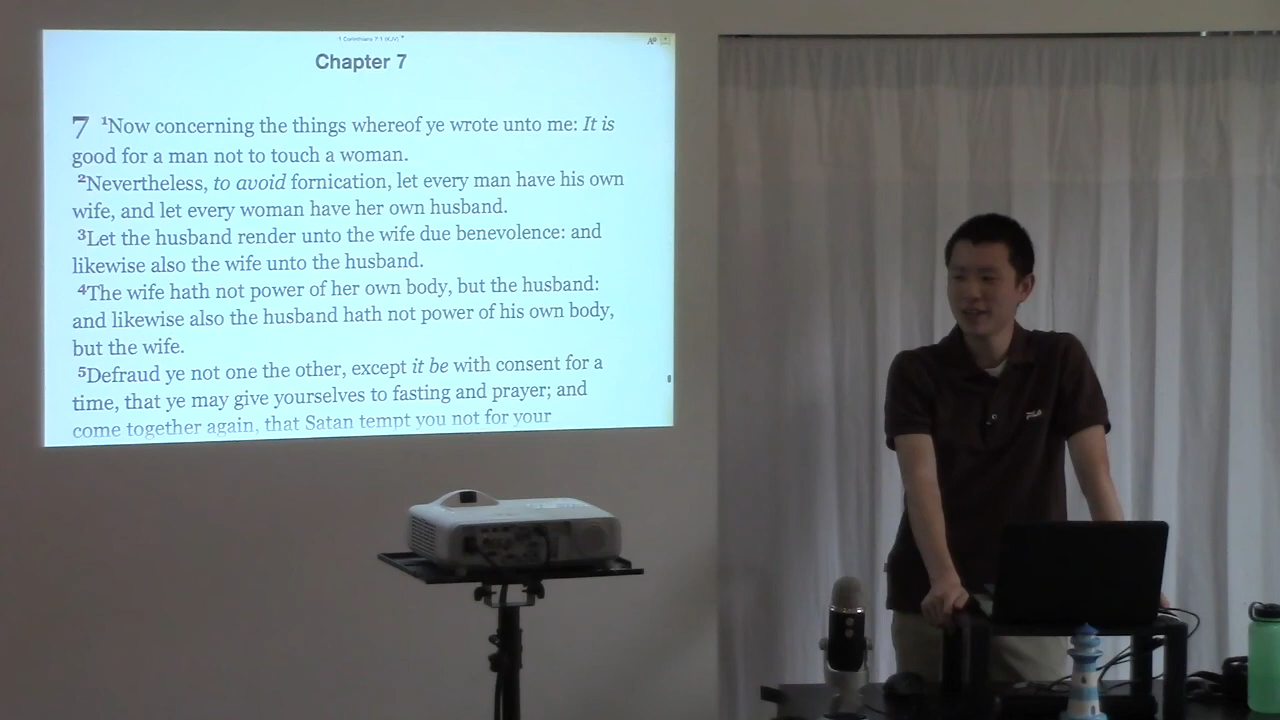 1 Corinthians 7:1 (KJV)
Chapter 7
7 1Now concerning the things whereof ye wrote unto me: It is
good for a man not to touch a woman.
2Nevertheless, to avoid fornication, let every man have his own
wife, and let every woman have her own husband.
3Let the husband render unto the wife due benevolence: and
likewise also the wife unto the husband.
4The wife hath not power of her own body, but the husband:
and likewise also the husband hath not power of his own body,
but the wife.
5Defraud ye not one the other, except it be with consent for a
time, that ye may give yourselves to fasting and prayer; and
come together again, that Satan tempt you not for your